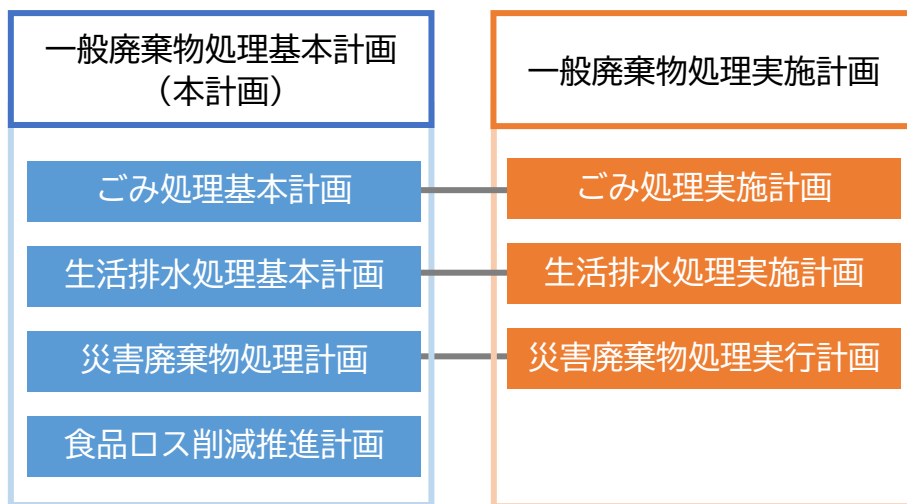 一般廃棄物処理基本計画
（本計画）
ごみ処理基本計画
生活排水処理基本計画
災害廃棄物処理計画
食品ロス削減推進計画
一般廃棄物処理実施計画
ごみ処理実施計画
生活排水処理実施計画
災害廃棄物処理実行計画